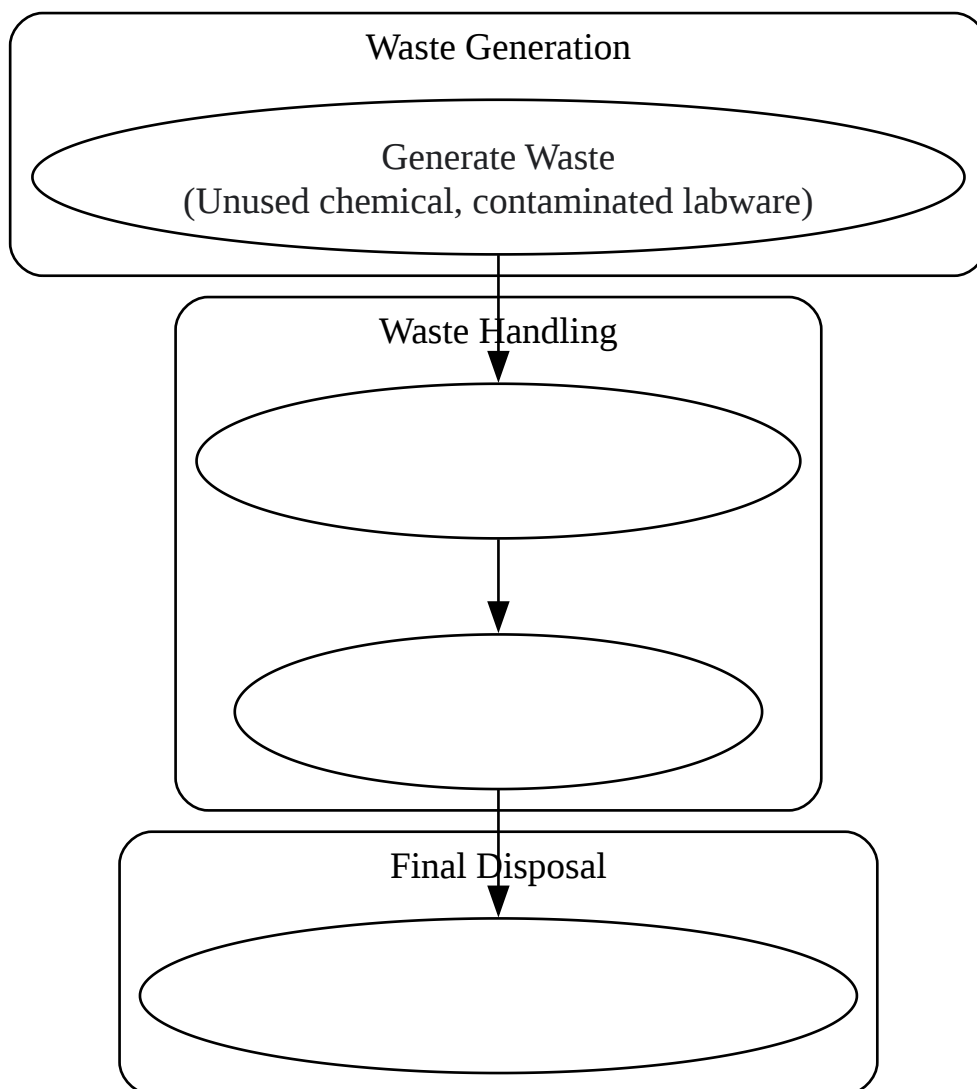 Waste Generation
Generate Waste
(Unused chemical, contaminated labware)
Waste Handling
Final Disposal